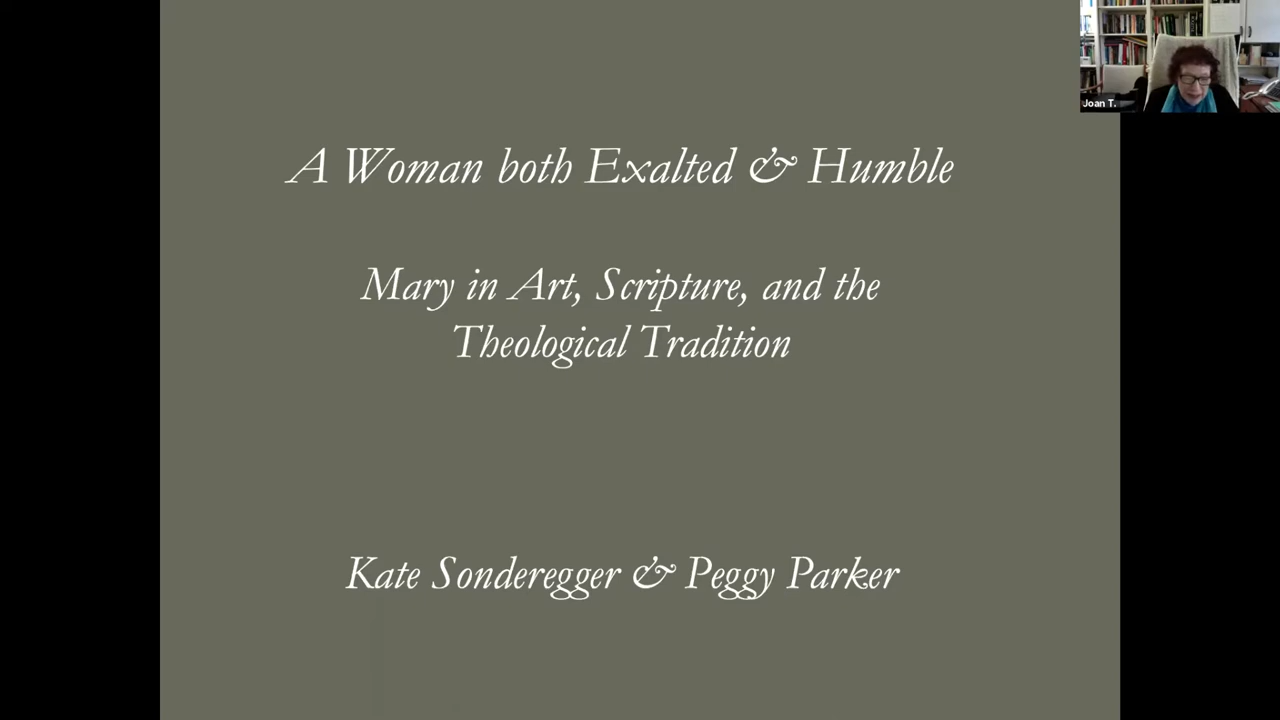 A Woman both Exalted & Humble
Mary in Art, Scripture, and the
Theological Tradition
Kate Sonderegger & Peggy Parker
Joan T.